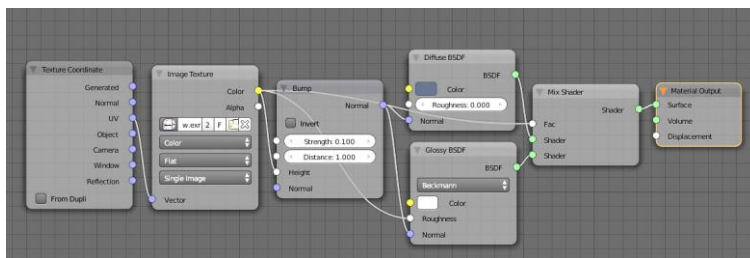 Texture Coordinate
Generated
Normal
UV
Object
Camera
Window
Reflection
From Dupli
Image Texture
Color
Alpha
w.exr 2 F
Color
Flat
Single Image
Vector
Bump
Normal
Invert
Strength: 0.100
Distance: 1.000
Height
Normal
Diffuse BSDF
BSDF
Color
Roughness: 0.000
Normal
Glossy BSDF
BSDF
Beckmann
Color
Roughness
Normal
Mix Shader
Shader
Fac
Shader
Shader
Material Output
Surface
Volume
Displacement